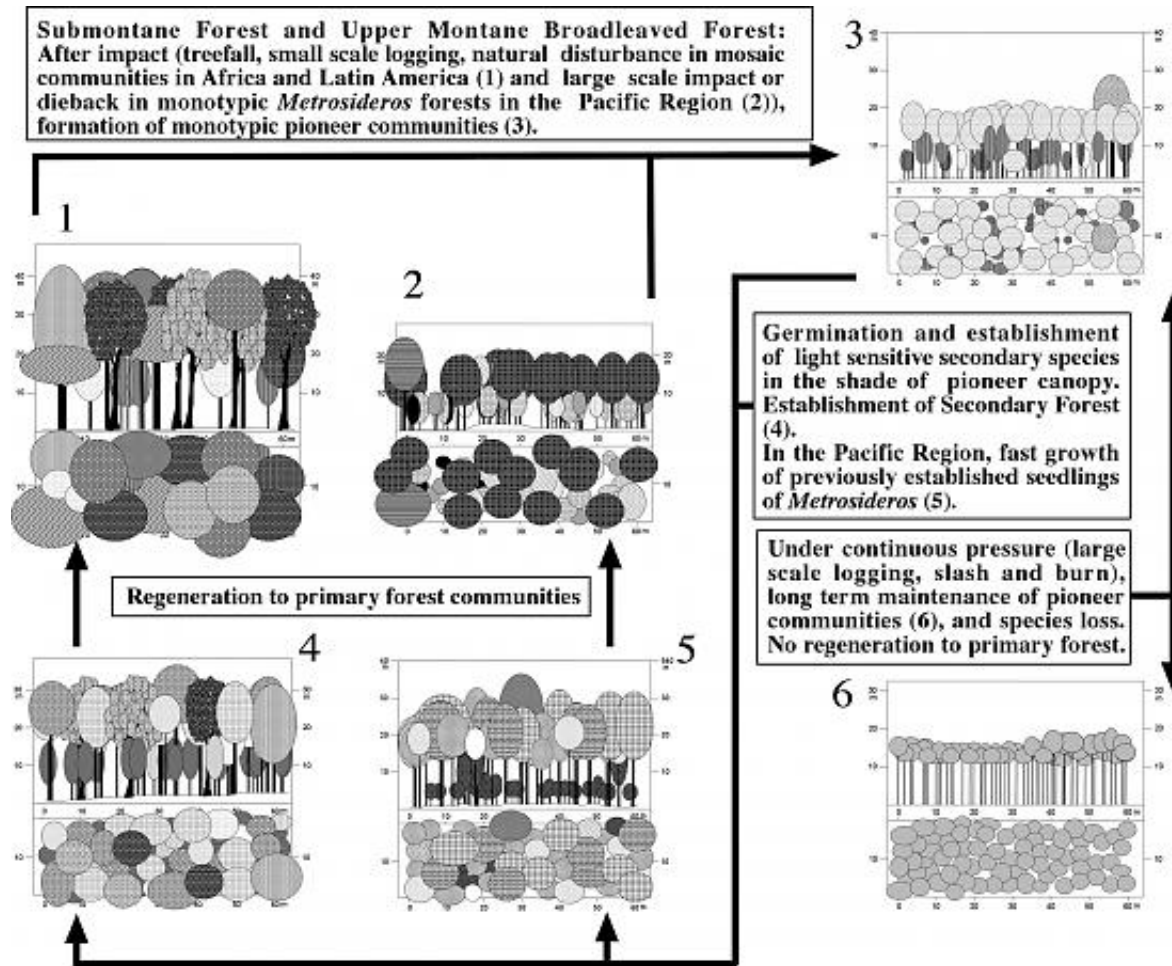 Submontane Forest and Upper Montane Broadleaved Forest:
After impact (treefall, small scale logging, natural disturbance in mosaic
communities in Africa and Latin America (1) and large scale impact or
dieback in monotypic Metrosideros forests in the Pacific Region (2)),
formation of monotypic pioneer communities (3).
3
1
2
Germination and establishment
of light sensitive secondary species
in the shade of pioneer canopy.
Establishment of Secondary Forest
(4).
In the Pacific Region, fast growth
of previously established seedlings
of Metrosideros (5).
Under continuous pressure (large
scale logging, slash and burn),
long term maintenance of pioneer
communities (6), and species loss.
No regeneration to primary forest.
Regeneration to primary forest communities
4
5
6